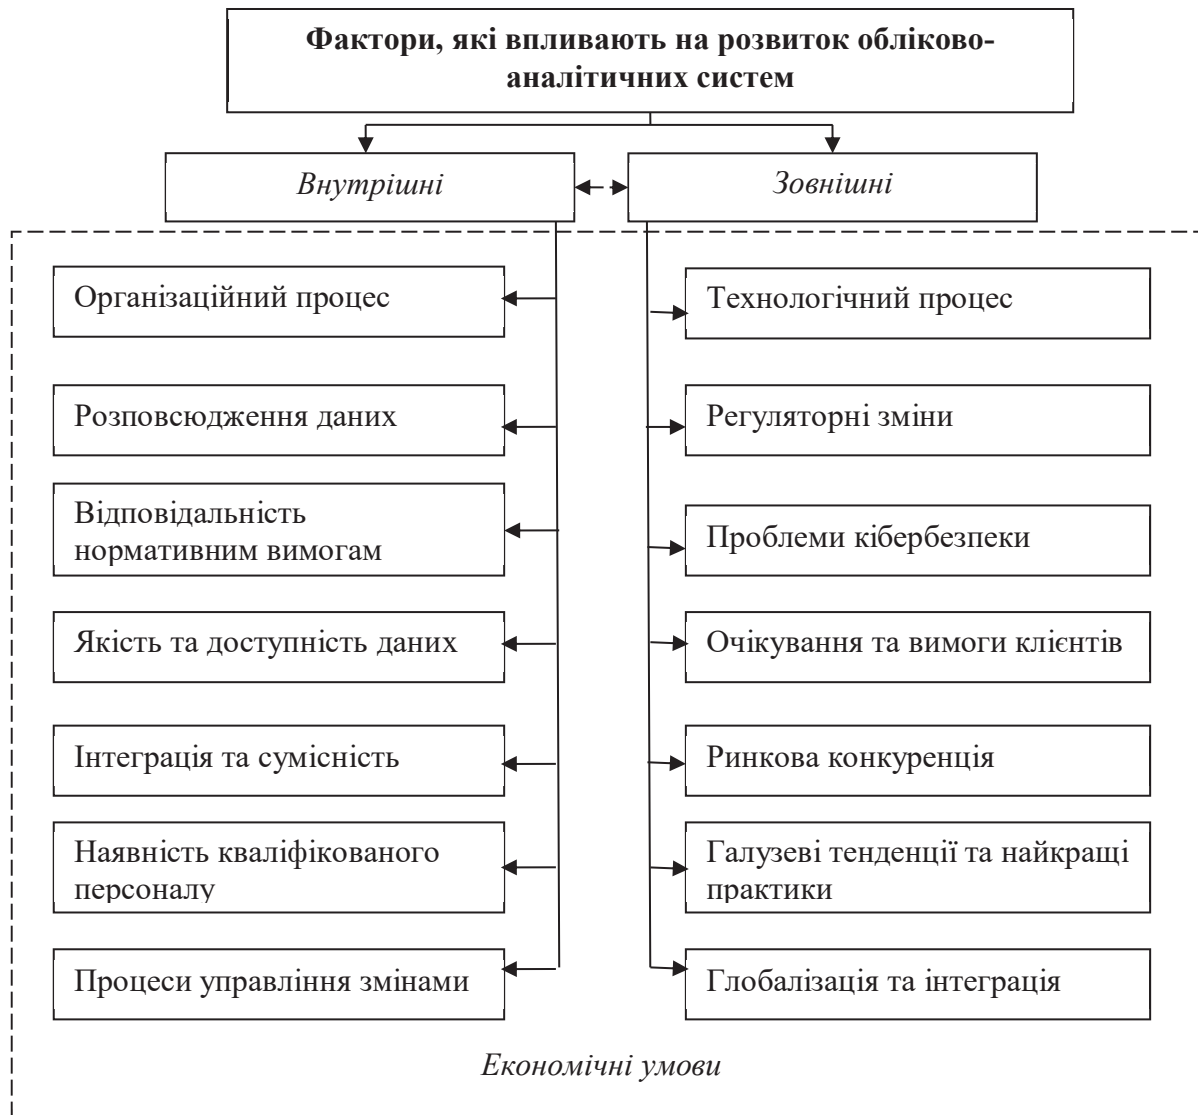 Фактори, які впливають на розвиток обліково-
аналітичних систем
Внутрішні
Зовнішні
Організаційний процес
Розповсюдження даних
Відповідальність
нормативним вимогам
Якість та доступність даних
Інтеграція та сумісність
Наявність кваліфікованого
персоналу
Процеси управління змінами
Технологічний процес
Регуляторні зміни
Проблеми кібербезпеки
Очікування та вимоги клієнтів
Ринкова конкуренція
Галузеві тенденції та найкращі
практики
Глобалізація та інтеграція
Економічні умови